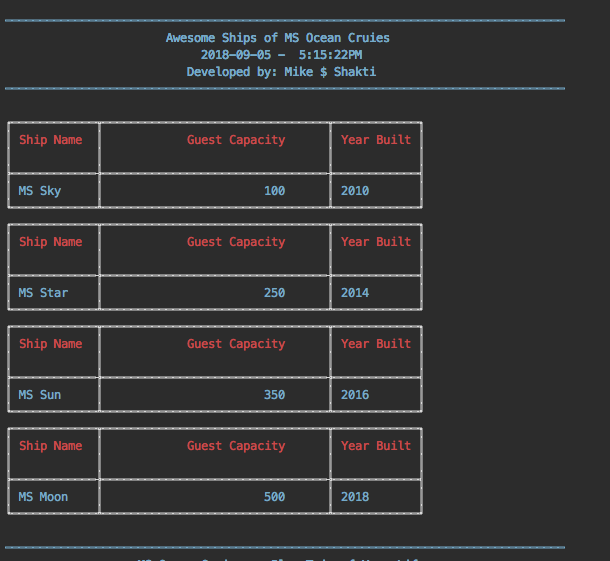 Awesome Ships of MS Ocean Cruies
2018-09-05 - 5:15:22PM
Developed by: Mike $ Shakti
Ship Name Guest Capacity Year Built
MS Sky 100 2010
Ship Name Guest Capacity Year Built
MS Star 250 2014
Ship Name Guest Capacity Year Built
MS Sun 350 2016
Ship Name Guest Capacity Year Built
MS Moon 500 2018